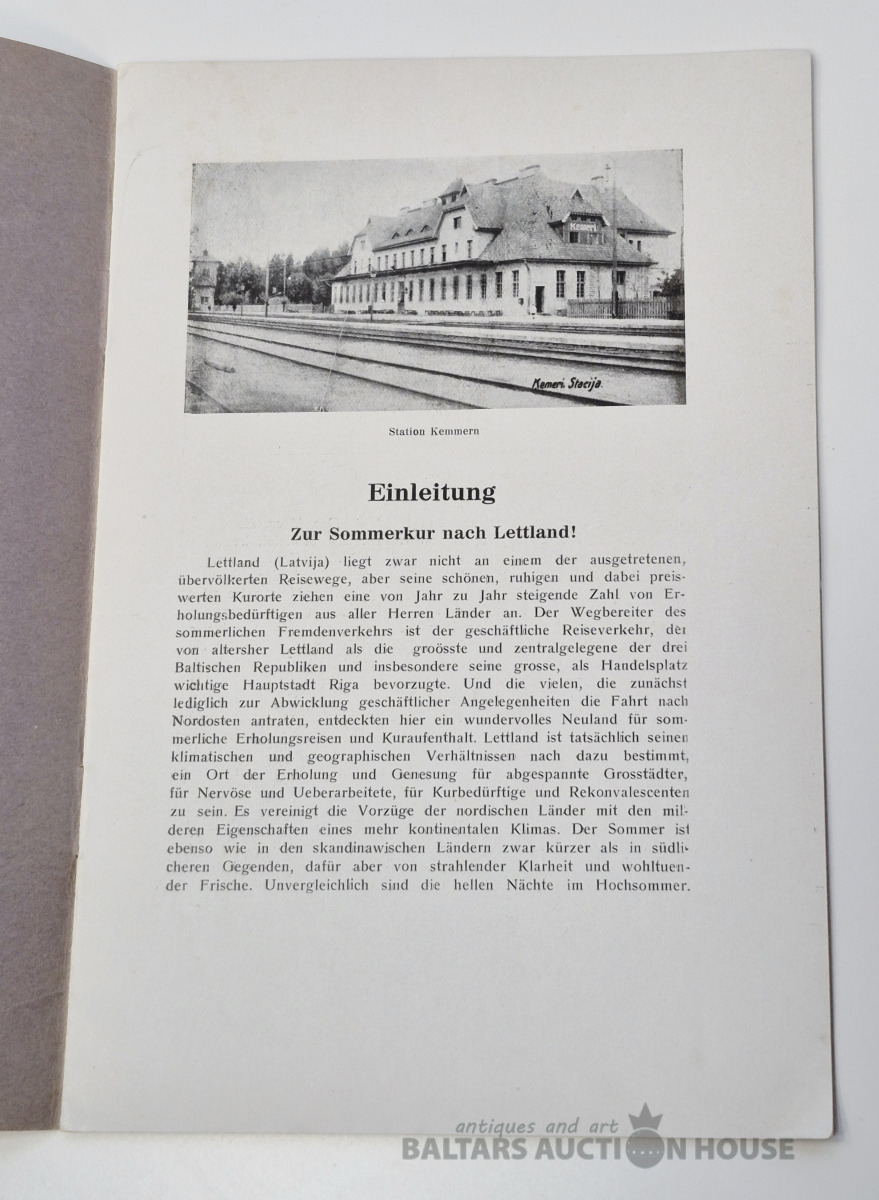 Ķemeri
Ķemeri. Stacija.
Station Kemmern
Einleitung
Zur Sommerkur nach Lettland!
Lettland (Latvija) liegt zwar nicht an einem der ausgetretenen,
übervölkerten Reisewege, aber seine schönen, ruhigen und dabei preis-
werten Kurorte ziehen eine von Jahr zu Jahr steigende Zahl von Er-
holungsbedürftigen aus aller Herren Länder an. Der Wegbereiter des
sommerlichen Fremdenverkehrs ist der geschäftliche Reiseverkehr, der
von altersher Lettland als die groösste und zentralgelegene der drei
Baltischen Republiken und insbesondere seine grosse, als Handelsplatz
wichtige Hauptstadt Riga bevorzugte. Und die vielen, die zunächst
lediglich zur Abwicklung geschäftlicher Angelegenheiten die Fahrt nach
Nordosten antraten, entdeckten hier ein wundervolles Neuland für som-
merliche Erholungsreisen und Kuraufenthalt. Lettland ist tatsächlich seinen
klimatischen und geographischen Verhältnissen nach dazu bestimmt,
ein Ort der Erholung und Genesung für abgespannte Grosstädter,
für Nervöse und Ueberarbeitete, für Kurbedürftige und Rekonvalescenten
zu sein. Es vereinigt die Vorzüge der nordischen Länder mit den mil-
deren Eigenschaften eines mehr kontinentalen Klimas. Der Sommer ist
ebenso wie in den skandinawischen Ländern zwar kürzer als in südli-
cheren Gegenden, dafür aber von strahlender Klarheit und wohltuen-
der Frische. Unvergleichlich sind die hellen Nächte im Hochsommer.
antiques and art
BALTARS AUCTION HOUSE